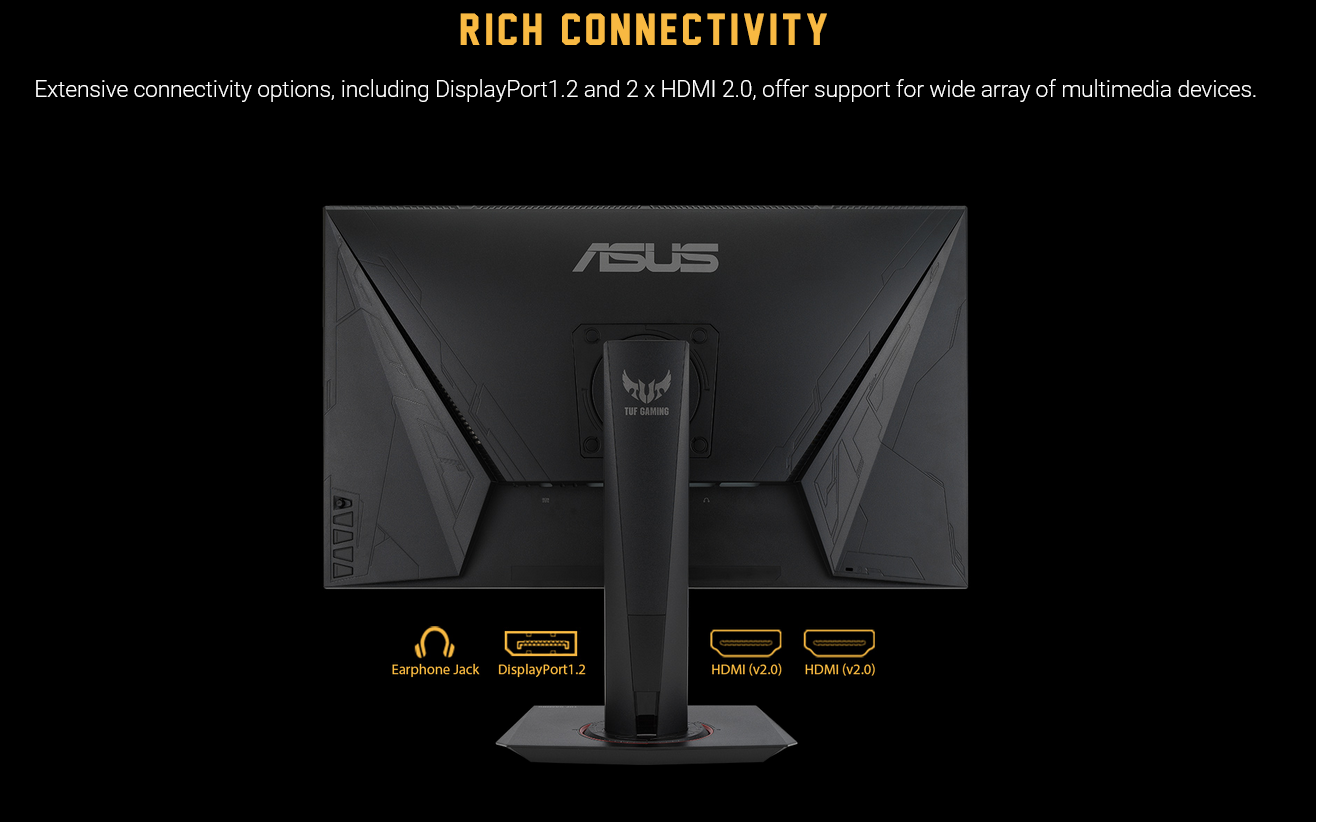 RICH CONNECTIVITY
Extensive connectivity options, including DisplayPort1.2 and 2 x HDMI 2.0, offer support for wide array of multimedia devices.
ASUS
TUF GAMING
Earphone Jack
DisplayPort1.2
HDMI (v2.0)
HDMI (v2.0)